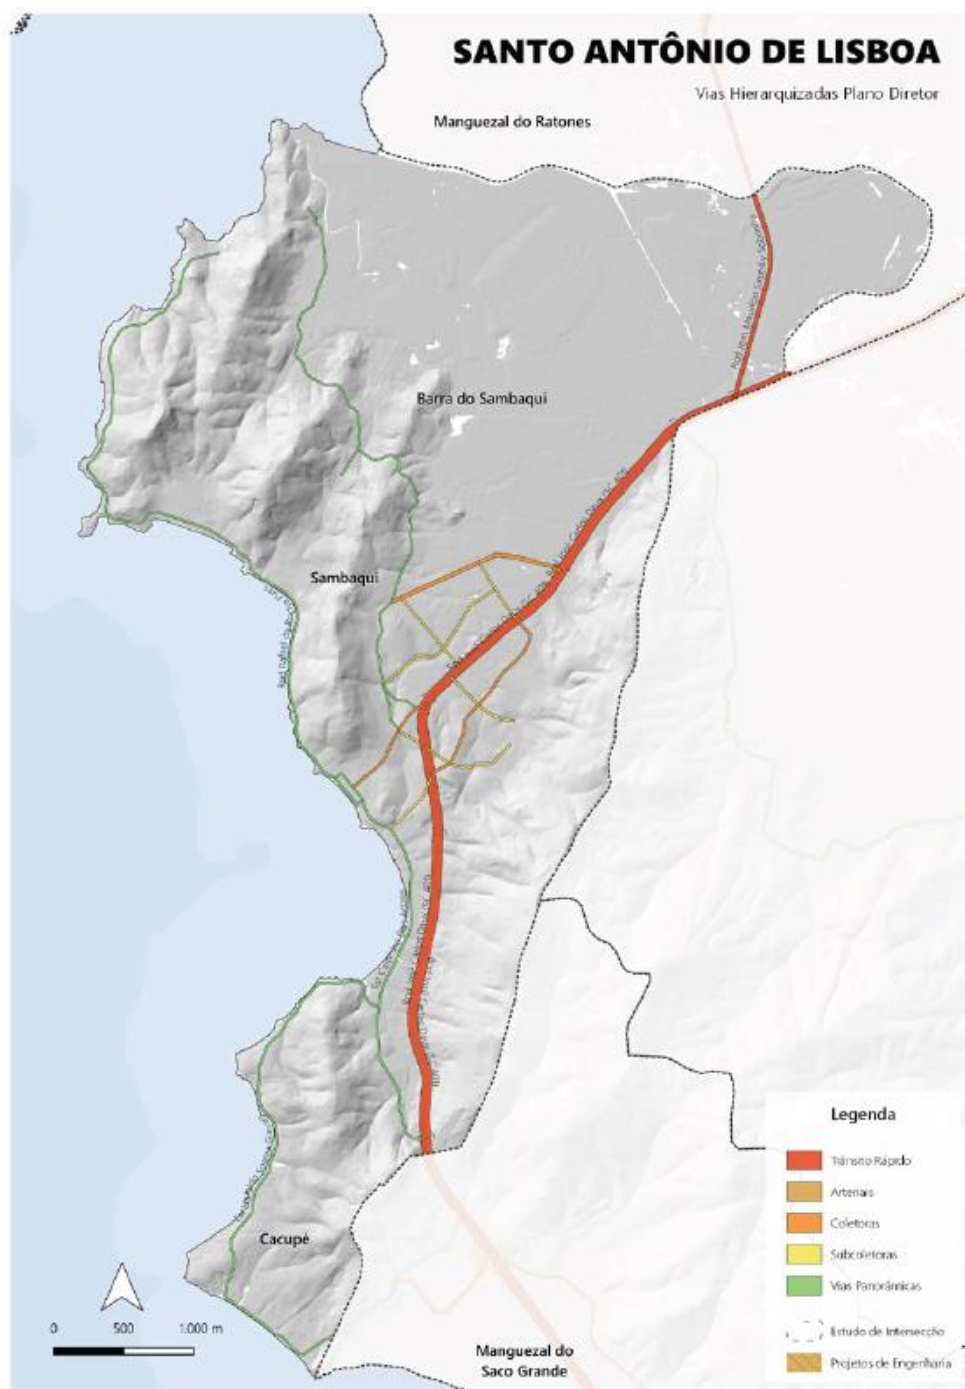 SANTO ANTÔNIO DE LISBOA
Vias Hierarquizadas Plano Diretor
Manguezal do Ratones
Barra do Sambaqui
Sambaqui
Cacupé
Manguezal do
Saco Grande
0 500 1.000 m
Legenda
Trânsito Rápido
Arteriais
Coletoras
Subcoletoras
Vias Panorâmicas
Estudo de Intersecção
Projetos de Engenharia